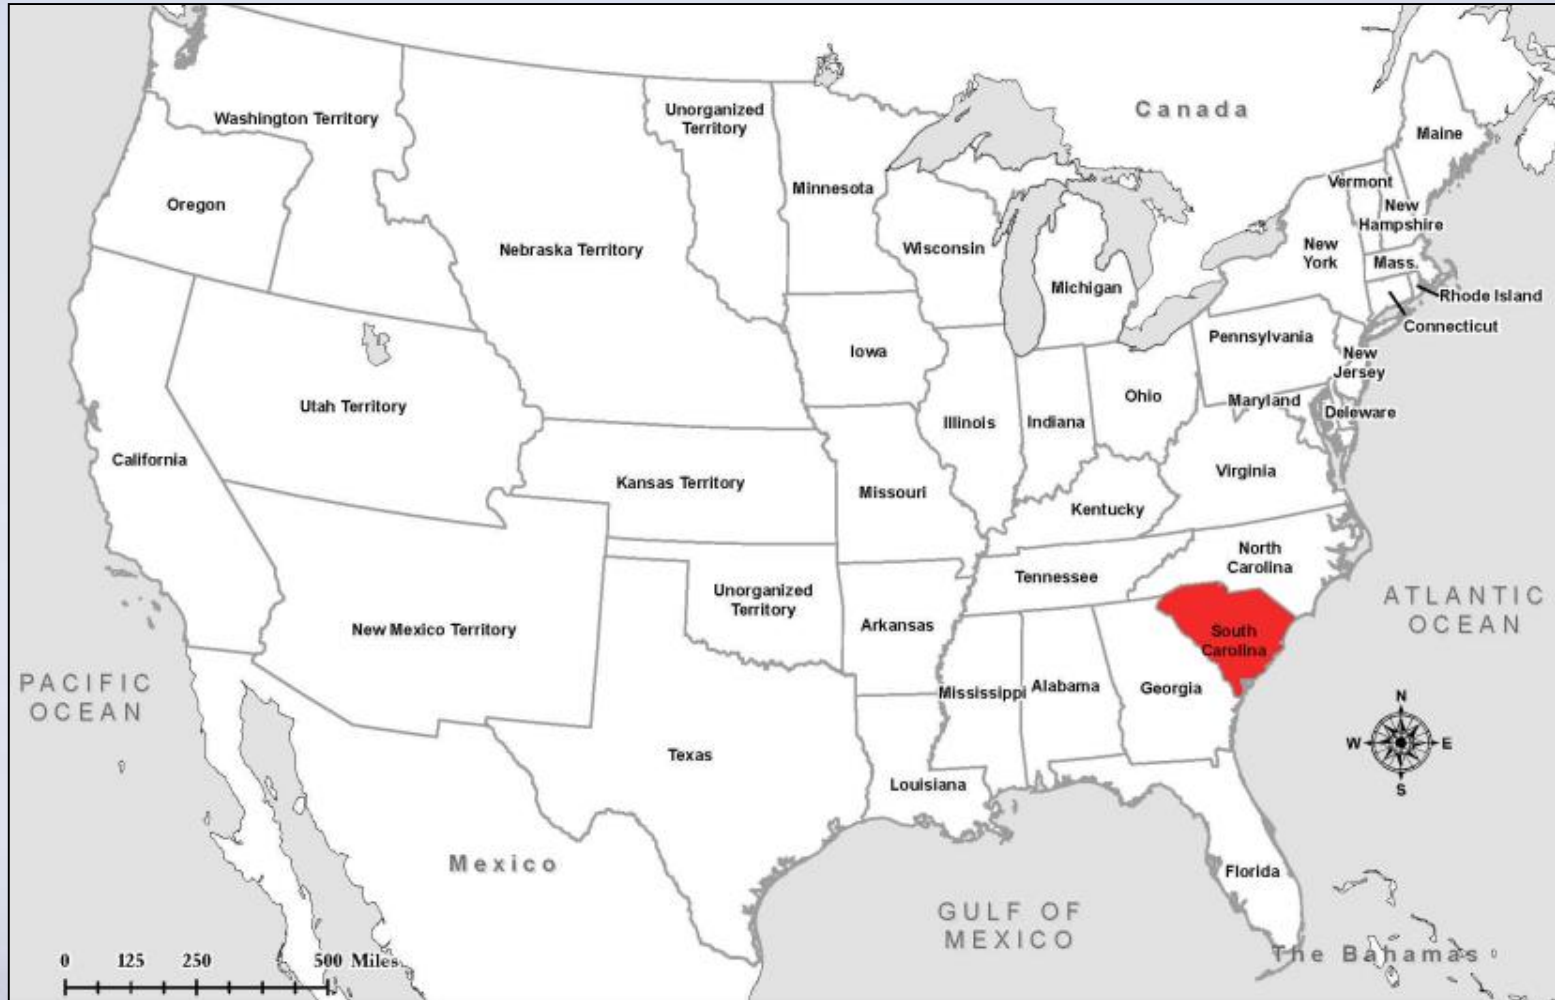 Canada
Washington Territory
Unorganized
Territory
Maine
Oregon
Minnesota
Vermont
New
Hampshire
Nebraska Territory
Wisconsin
New
York
Mass.
Michigan
Rhode Island
Connecticut
Pennsylvania
Iowa
New
Jersey
Utah Territory
Ohio
Maryland
Deleware
Illinois
Indiana
California
Virginia
Kansas Territory
Missouri
Kentucky
North
Carolina
Tennessee
Unorganized
Territory
ATLANTIC
OCEAN
New Mexico Territory
Arkansas
South
Carolina
PACIFIC
OCEAN
Mississippi
Alabama
Georgia
N
W
E
S
Texas
Louisiana
Mexico
Florida
GULF OF
MEXICO
The Bahamas
0 125 250 500 Miles